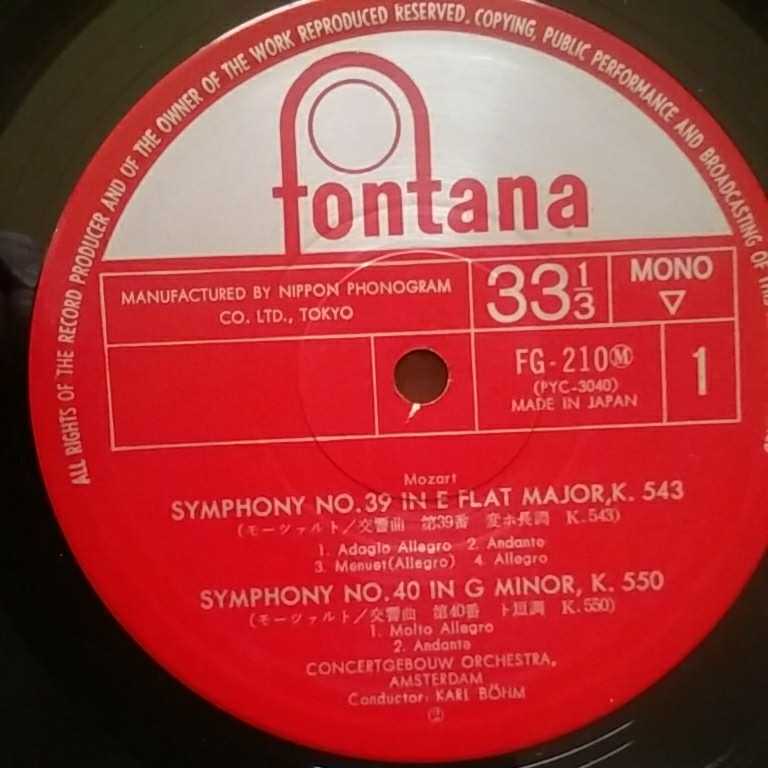 ALL RIGHTS OF THE RECORD PRODUCER AND OF THE OWNER OF THE WORK REPRODUCED RESERVED. COPYING, PUBLIC PERFORMANCE AND BROADCASTING OF
fontana
MANUFACTURED BY NIPPON PHONOGRAM
CO. LTD., TOKYO
33 1/3
MONO
▽
FG-210Ⓜ
(PYC-3040)
MADE IN JAPAN
1
Mozart
SYMPHONY NO.39 IN E FLAT MAJOR,K. 543
(モーツァルト/交響曲 第39番 変ホ長調 K.543)
1. Adagio Allegro 2. Andante
3. Menuet(Allegro) 4. Allegro
SYMPHONY NO.40 IN G MINOR, K. 550
(モーツァルト/交響曲 第40番 ト短調 K.550)
1. Molto Allegro
2. Andante
CONCERTGEBOUW ORCHESTRA,
AMSTERDAM
Conductor: KARL BÖHM